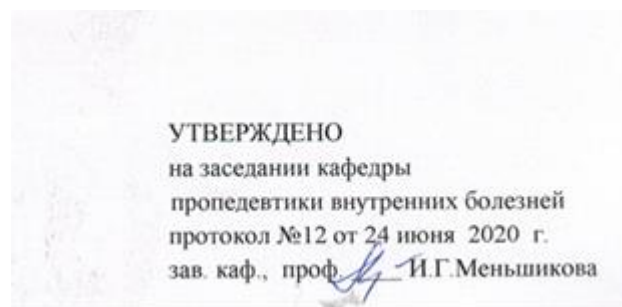 УТВЕРЖДЕНО
на заседании кафедры
пропедевтики внутренних болезней
протокол №12 от 24 июня 2020 г.
зав. каф., проф. И.Г.Меньшикова